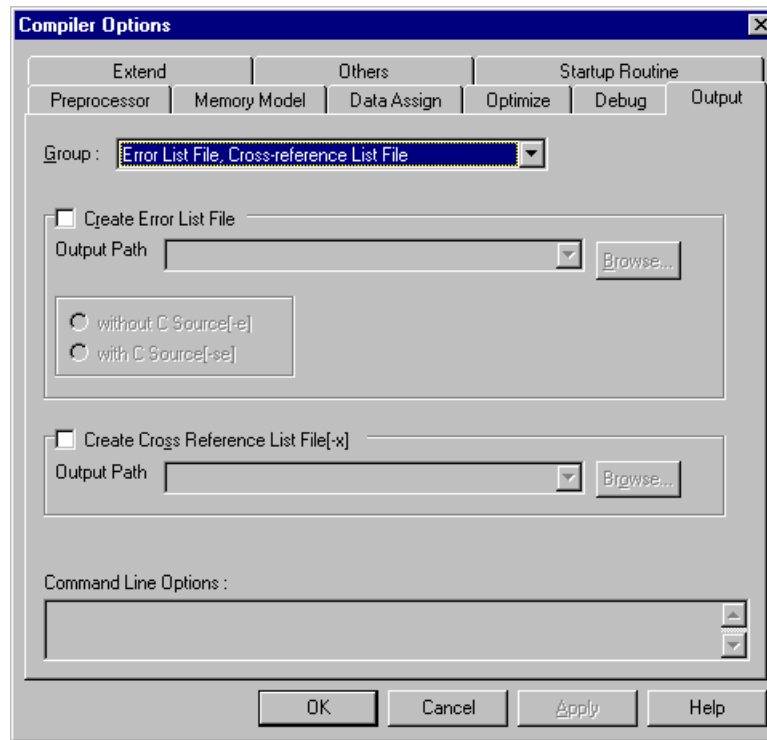 Compiler Options
Extend Others Startup Routine
Preprocessor Memory Model Data Assign Optimize Debug Output
Group : Error List File, Cross-reference List File
Create Error List File
Output Path Browse...
without C Source[-e]
with C Source[-se]
Create Cross Reference List File[-x]
Output Path Browse...
Command Line Options :
OK Cancel Apply Help